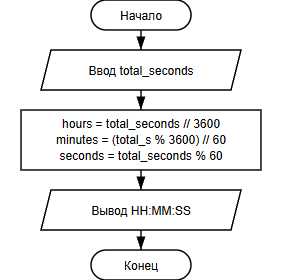 Начало
Ввод total_seconds
hours = total_seconds // 3600
minutes = (total_s % 3600) // 60
seconds = total_seconds % 60
Вывод HH:MM:SS
Конец